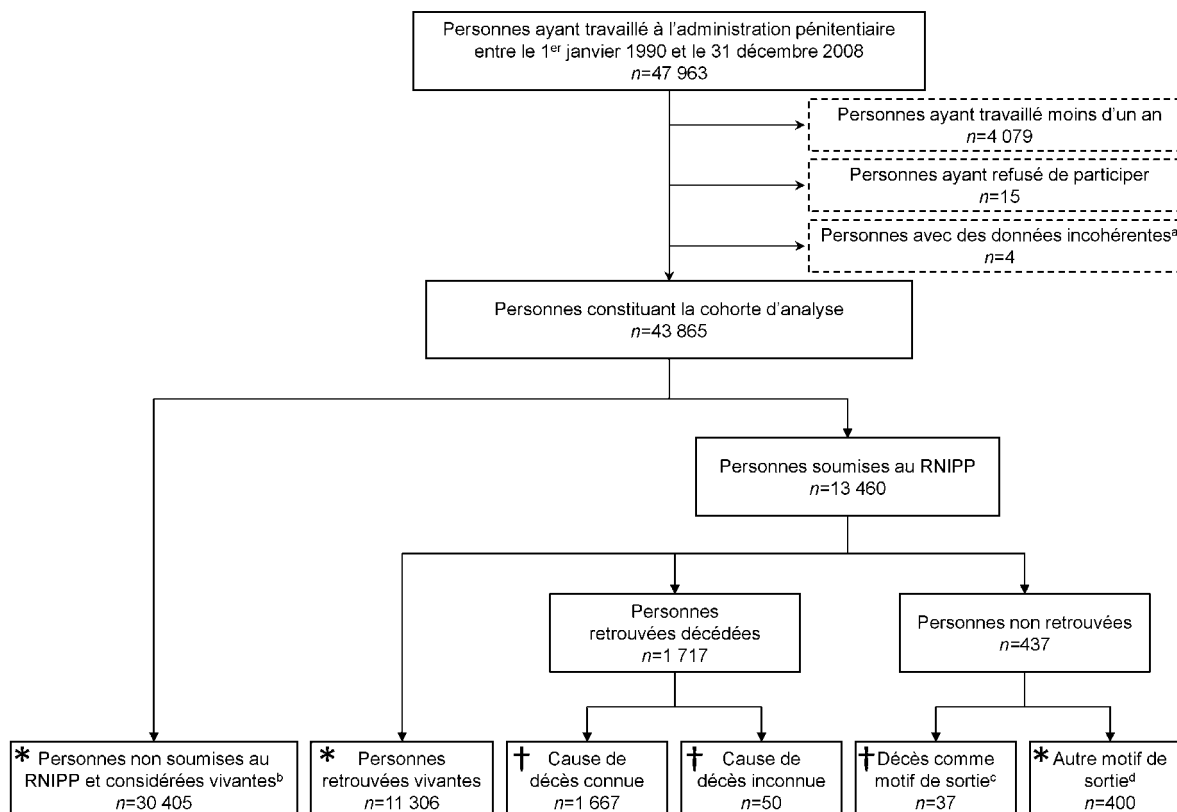 Personnes ayant travaillé à l'administration pénitentiaire
entre le 1er janvier 1990 et le 31 décembre 2008
n=47 963
Personnes ayant travaillé moins d'un an
n=4 079
Personnes ayant refusé de participer
n=15
Personnes avec des données incohérentesa
n=4
Personnes constituant la cohorte d'analyse
n=43 865
Personnes soumises au RNIPP
n=13 460
Personnes
retrouvées décédées
n=1 717
Personnes non retrouvées
n=437
* Personnes non soumises au
RNIPP et considérées vivantesb
n=30 405
* Personnes
retrouvées vivantes
n=11 306
† Cause de
décès connue
n=1 667
† Cause de
décès inconnue
n=50
† Décès comme
motif de sortiec
n=37
* Autre motif de
sortied
n=400